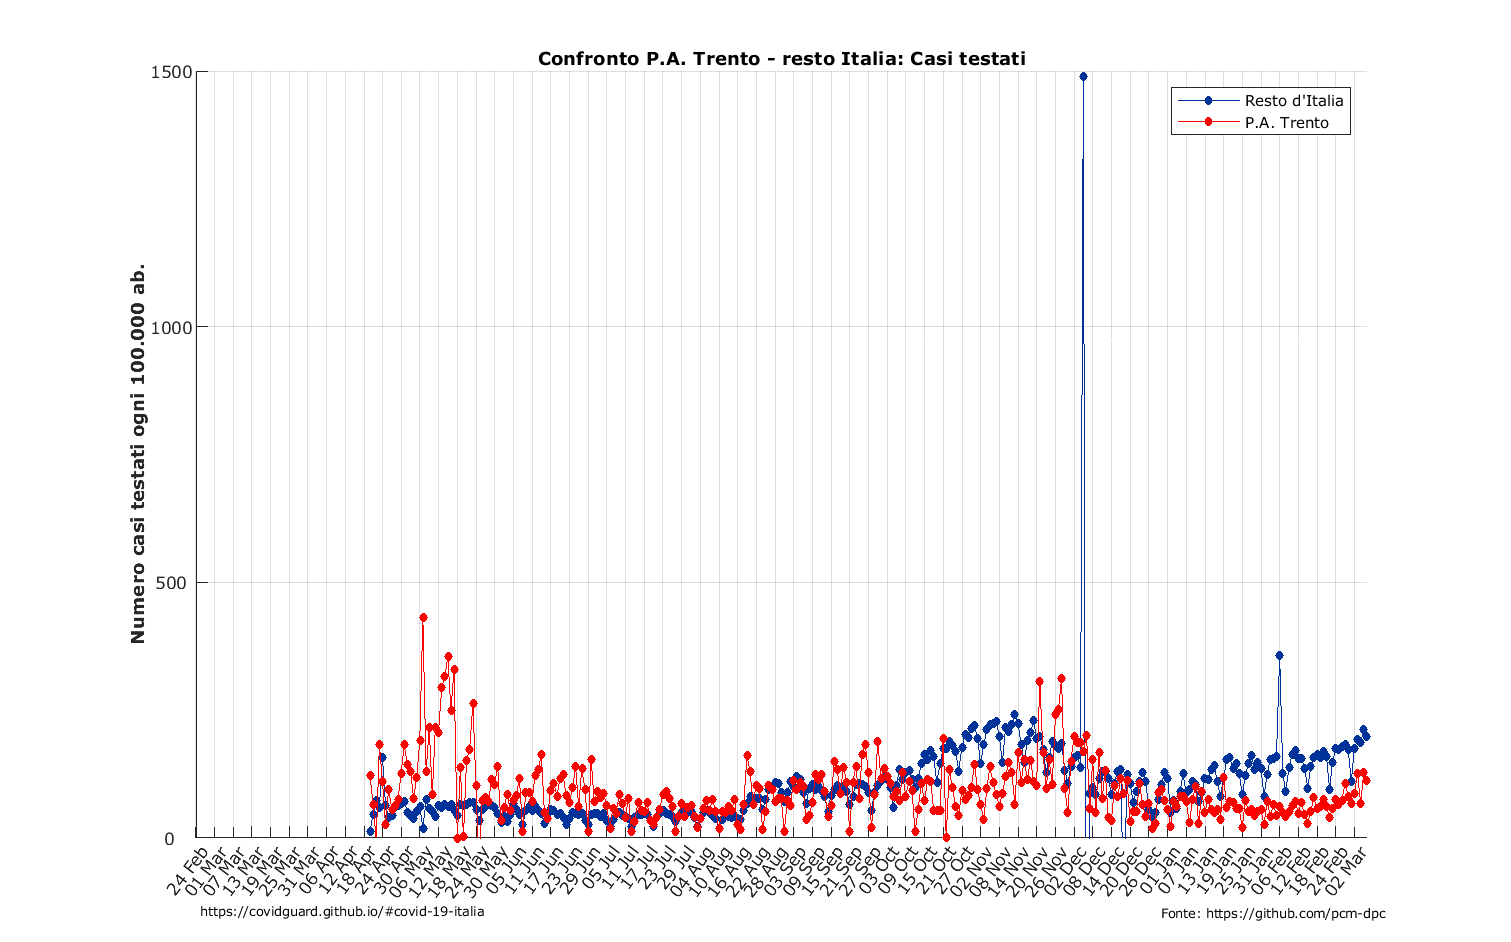 Confronto P.A. Trento - resto Italia: Casi testati
Resto d'Italia
P.A. Trento
Numero casi testati ogni 100.000 ab.
1500
1000
500
0
24 Feb
01 Mar
07 Mar
13 Mar
19 Mar
25 Mar
31 Mar
06 Apr
12 Apr
18 Apr
24 Apr
30 Apr
06 May
12 May
18 May
24 May
30 May
05 Jun
11 Jun
17 Jun
23 Jun
29 Jun
05 Jul
11 Jul
17 Jul
23 Jul
29 Jul
04 Aug
10 Aug
16 Aug
22 Aug
28 Aug
03 Sep
09 Sep
15 Sep
21 Sep
27 Sep
03 Oct
09 Oct
15 Oct
21 Oct
27 Oct
02 Nov
08 Nov
14 Nov
20 Nov
26 Nov
02 Dec
08 Dec
14 Dec
20 Dec
26 Dec
01 Jan
07 Jan
13 Jan
19 Jan
25 Jan
31 Jan
06 Feb
12 Feb
18 Feb
24 Feb
02 Mar
https://covidguard.github.io/#covid-19-italia
Fonte: https://github.com/pcm-dpc